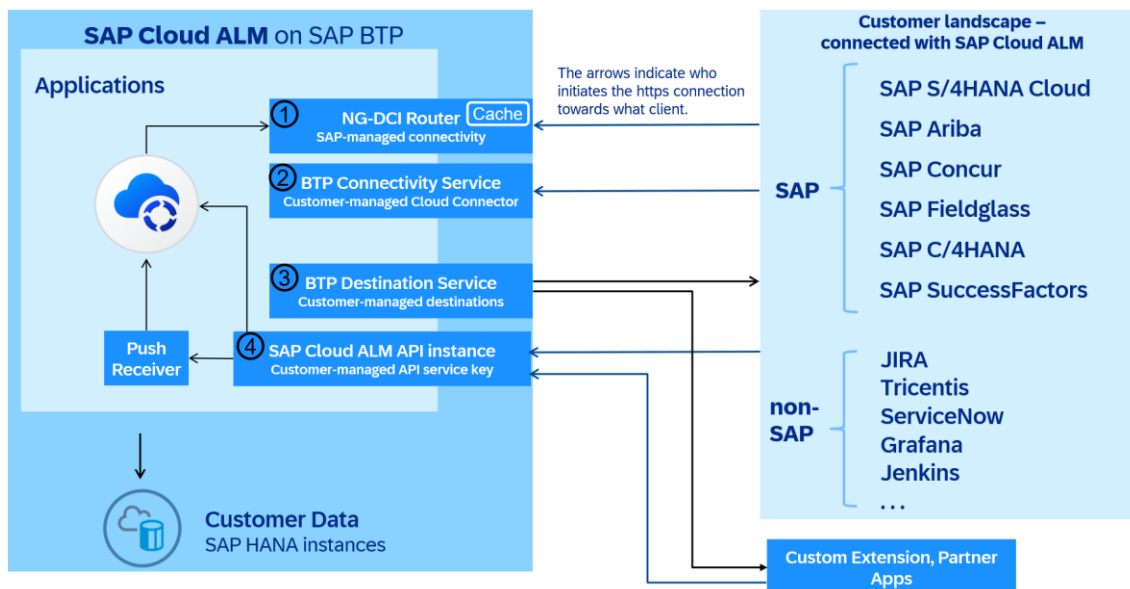 SAP Cloud ALM on SAP BTP
Applications
1
NG-DCI Router
Cache
SAP-managed connectivity
2
BTP Connectivity Service
Customer-managed Cloud Connector
3
BTP Destination Service
Customer-managed destinations
4
SAP Cloud ALM API instance
Customer-managed API service key
Push
Receiver
Customer Data
SAP HANA instances
The arrows indicate who
initiates the https connection
towards what client.
Customer landscape –
connected with SAP Cloud ALM
SAP
SAP S/4HANA Cloud
SAP Ariba
SAP Concur
SAP Fieldglass
SAP C/4HANA
SAP SuccessFactors
non-
SAP
JIRA
Tricentis
ServiceNow
Grafana
Jenkins
...
Custom Extension, Partner
Apps